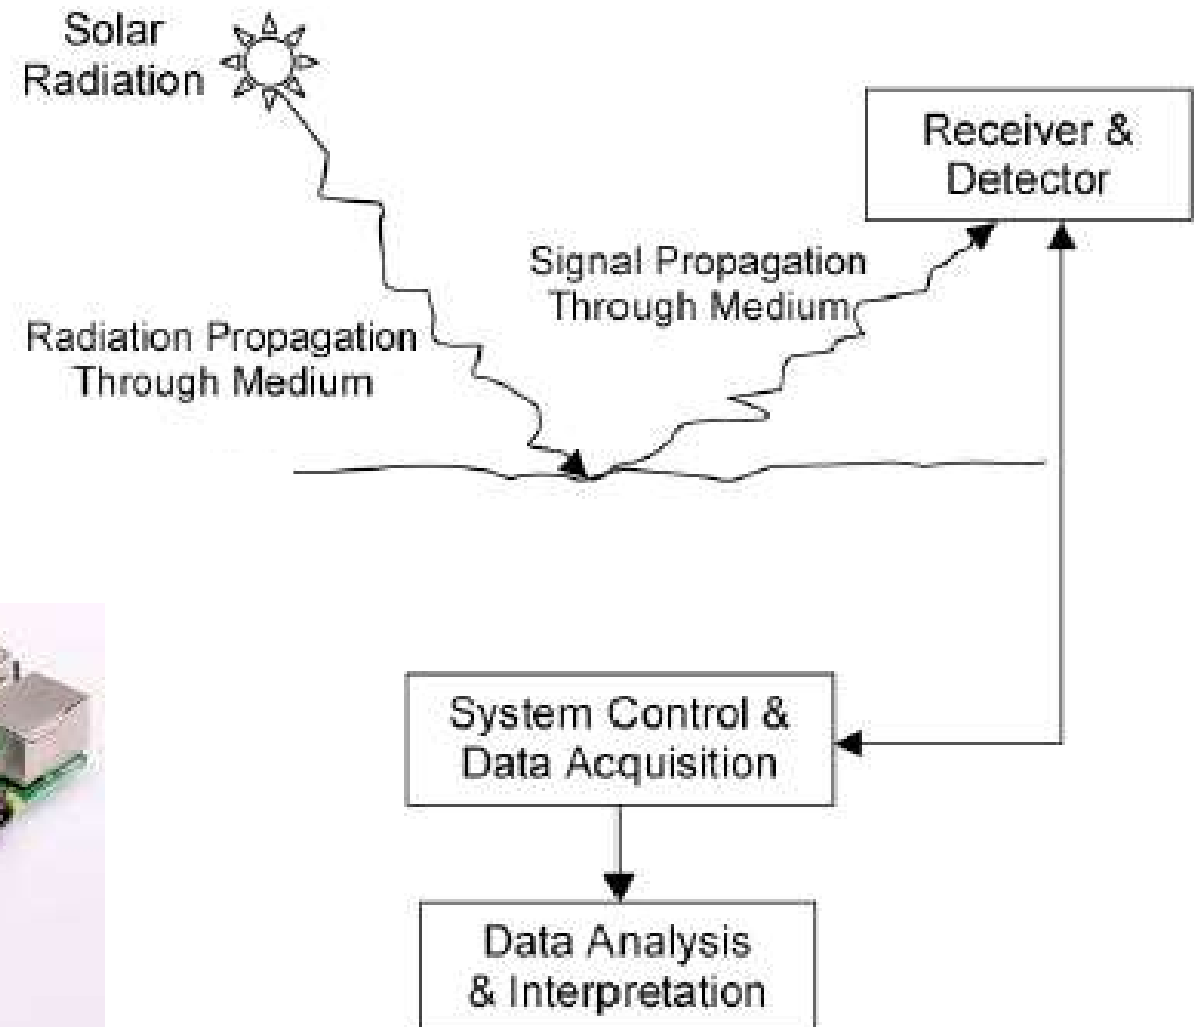 Solar
Radiation
Receiver &
Detector
Signal Propagation
Through Medium
Radiation Propagation
Through Medium
System Control &
Data Acquisition
Data Analysis
& Interpretation